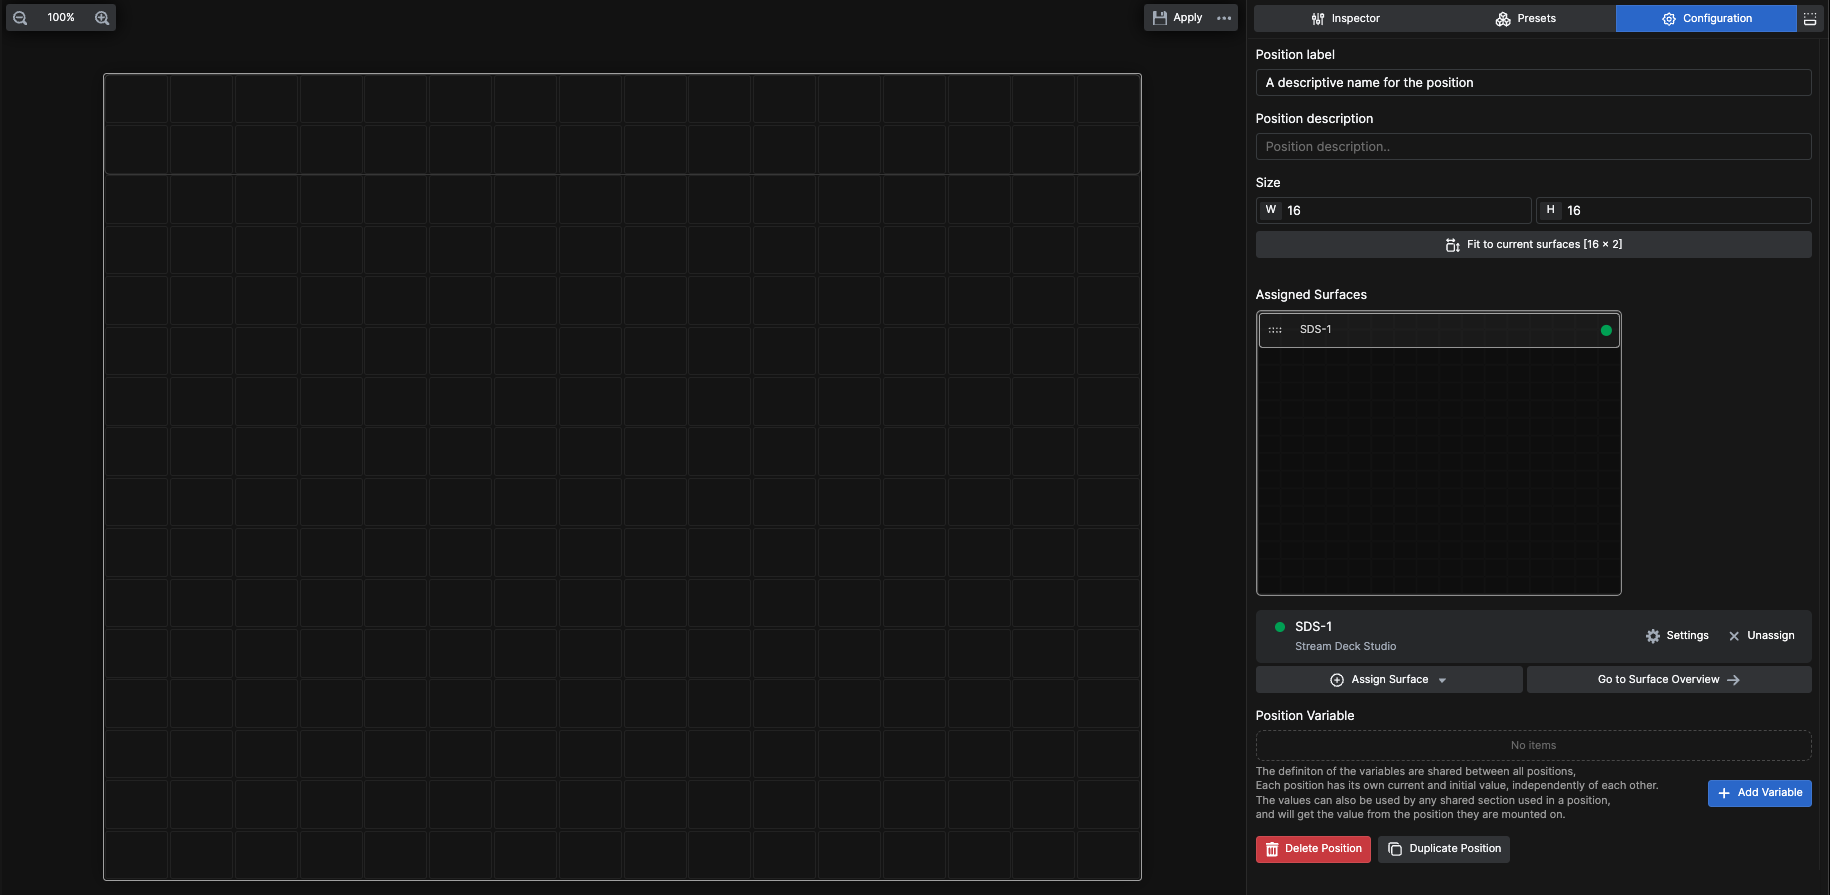 100%
Apply
Inspector
Presets
Configuration
Position label
A descriptive name for the position
Position description
Position description..
Size
W 16
H 16
Fit to current surfaces [16 × 2]
Assigned Surfaces
SDS-1
SDS-1
Stream Deck Studio
Settings
Unassign
Assign Surface
Go to Surface Overview
Position Variable
No items
The definiton of the variables are shared between all positions,
Each position has its own current and initial value, independently of each other.
The values can also be used by any shared section used in a position,
and will get the value from the position they are mounted on.
Add Variable
Delete Position
Duplicate Position